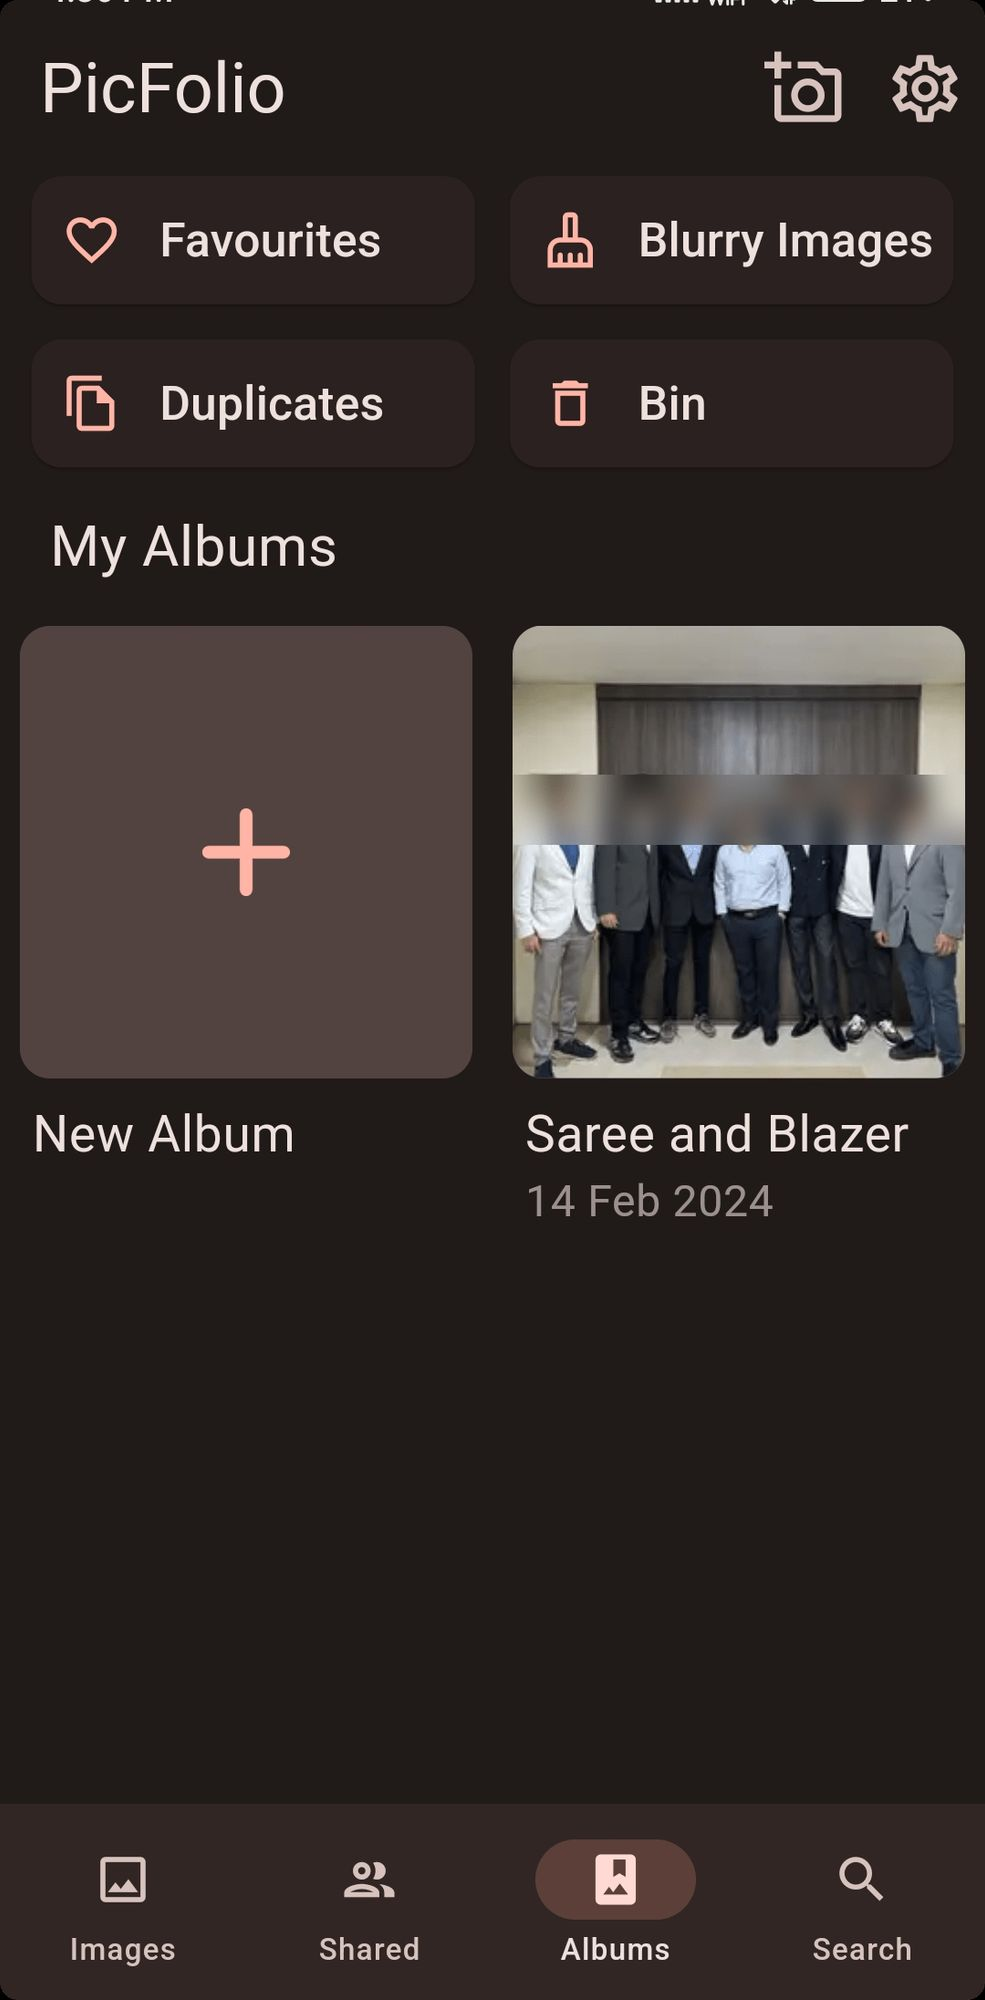 PicFolio
Favourites
Blurry Images
Duplicates
Bin
My Albums
New Album
Saree and Blazer
14 Feb 2024
Images
Shared
Albums
Search